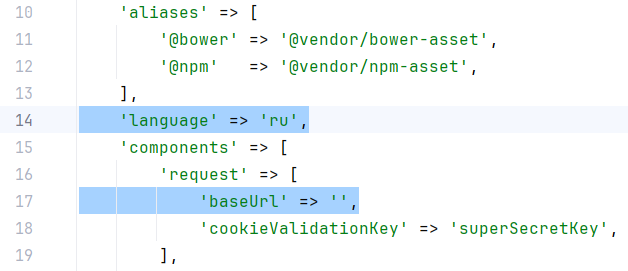 10 'aliases' => [
11 '@bower' => '@vendor/bower-asset',
12 '@npm'   => '@vendor/npm-asset',
13 ],
14 'language' => 'ru',
15 'components' => [
16 'request' => [
17 'baseUrl' => '',
18 'cookieValidationKey' => 'superSecretKey',
19 ],